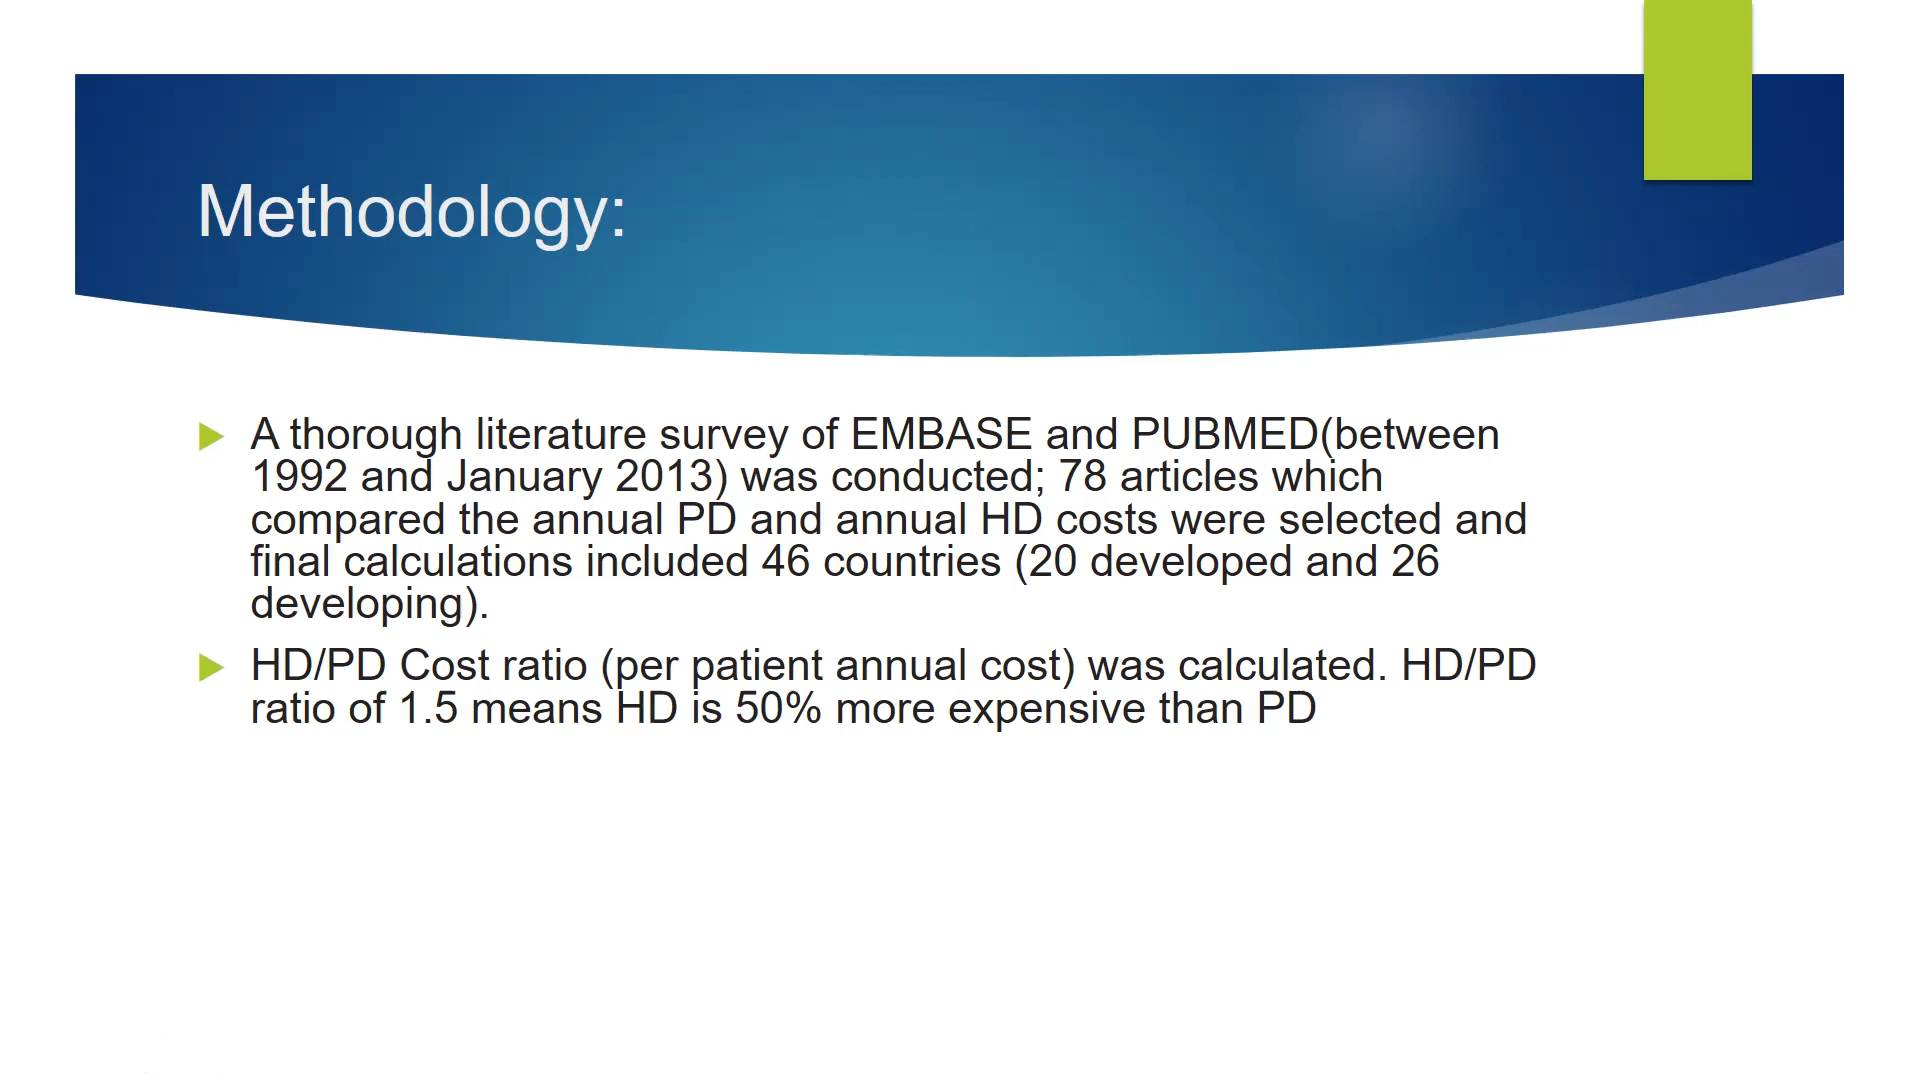 Methodology:
A thorough literature survey of EMBASE and PUBMED(between
1992 and January 2013) was conducted; 78 articles which
compared the annual PD and annual HD costs were selected and
final calculations included 46 countries (20 developed and 26
developing).
HD/PD Cost ratio (per patient annual cost) was calculated. HD/PD
ratio of 1.5 means HD is 50% more expensive than PD